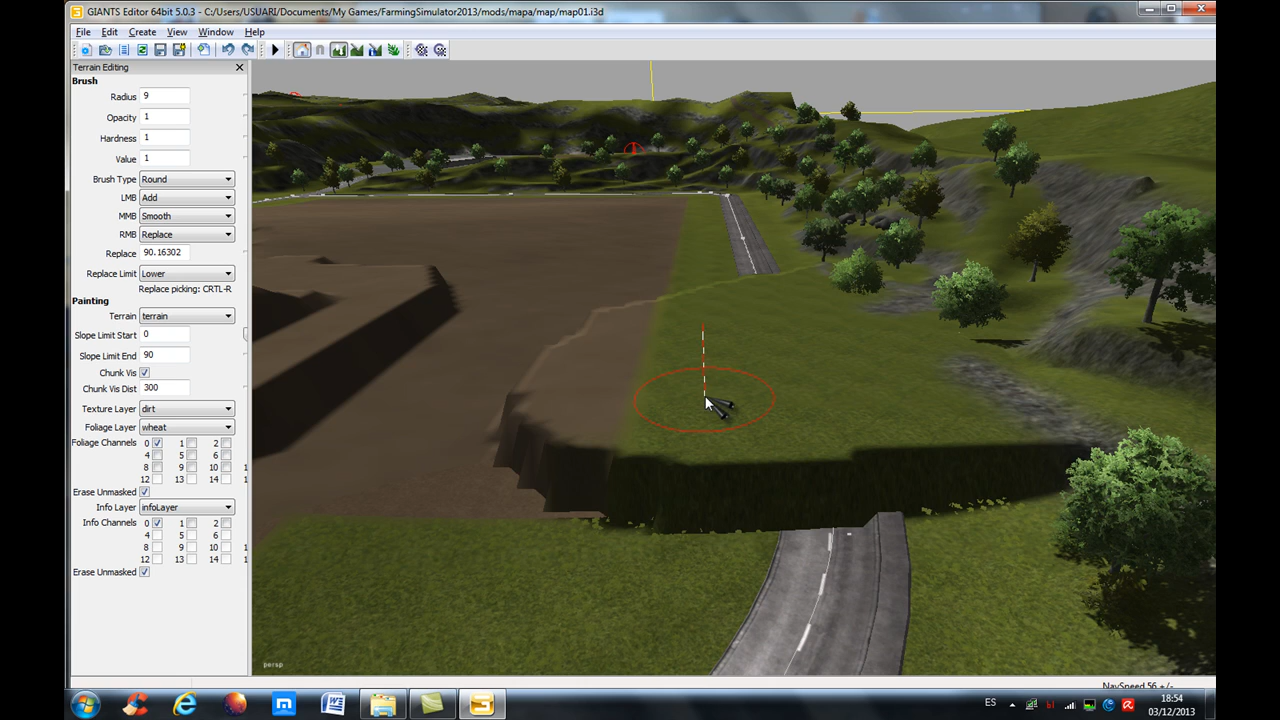 GIANTS Editor 64bit 5.0.3 - C:/Users/USUARI/Documents/My Games/FarmingSimulator2013/mods/mapa/map/map01.i3d
File Edit Create View Window Help
Terrain Editing
Brush
Radius 9
Opacity 1
Hardness 1
Value 1
Brush Type Round
LMB Add
MMB Smooth
RMB Replace
Replace 90.16302
Replace Limit Lower
Replace picking: CRTL-R
Painting
Terrain terrain
Slope Limit Start 0
Slope Limit End 90
Chunk Vis
Chunk Vis Dist 300
Texture Layer dirt
Foliage Layer wheat
Foliage Channels 0 1 2
4 5 6
8 9 10 1
12 13 14 1
Erase Unmasked
Info Layer infoLayer
Info Channels 0 1 2
4 5 6
8 9 10 1
12 13 14 1
Erase Unmasked
persp
NavSpeed 56 +/-
ES
18:54
03/12/2013